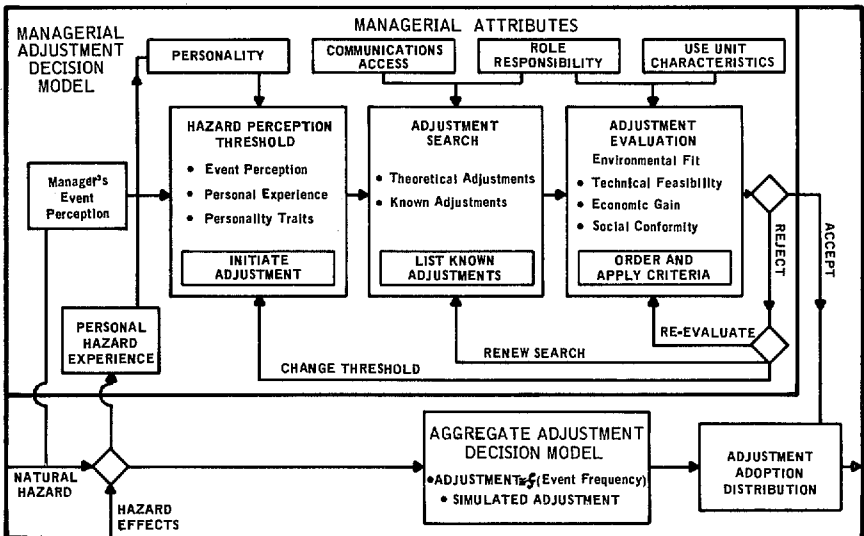 MANAGERIAL
ADJUSTMENT
DECISION
MODEL
MANAGERIAL ATTRIBUTES
PERSONALITY
COMMUNICATIONS
ACCESS
ROLE
RESPONSIBILITY
USE UNIT
CHARACTERISTICS
Manager's
Event
Perception
HAZARD PERCEPTION
THRESHOLD
• Event Perception
• Personal Experience
• Personality Traits
INITIATE
ADJUSTMENT
ADJUSTMENT
SEARCH
• Theoretical Adjustments
• Known Adjustments
LIST KNOWN
ADJUSTMENTS
ADJUSTMENT
EVALUATION
Environmental Fit
• Technical Feasibility
• Economic Gain
• Social Conformity
ORDER AND
APPLY CRITERIA
REJECT
ACCEPT
PERSONAL
HAZARD
EXPERIENCE
RE-EVALUATE
RENEW SEARCH
CHANGE THRESHOLD
NATURAL
HAZARD
HAZARD
EFFECTS
AGGREGATE ADJUSTMENT
DECISION MODEL
• ADJUSTMENT (Event Frequency)
• SIMULATED ADJUSTMENT
ADJUSTMENT
ADOPTION
DISTRIBUTION